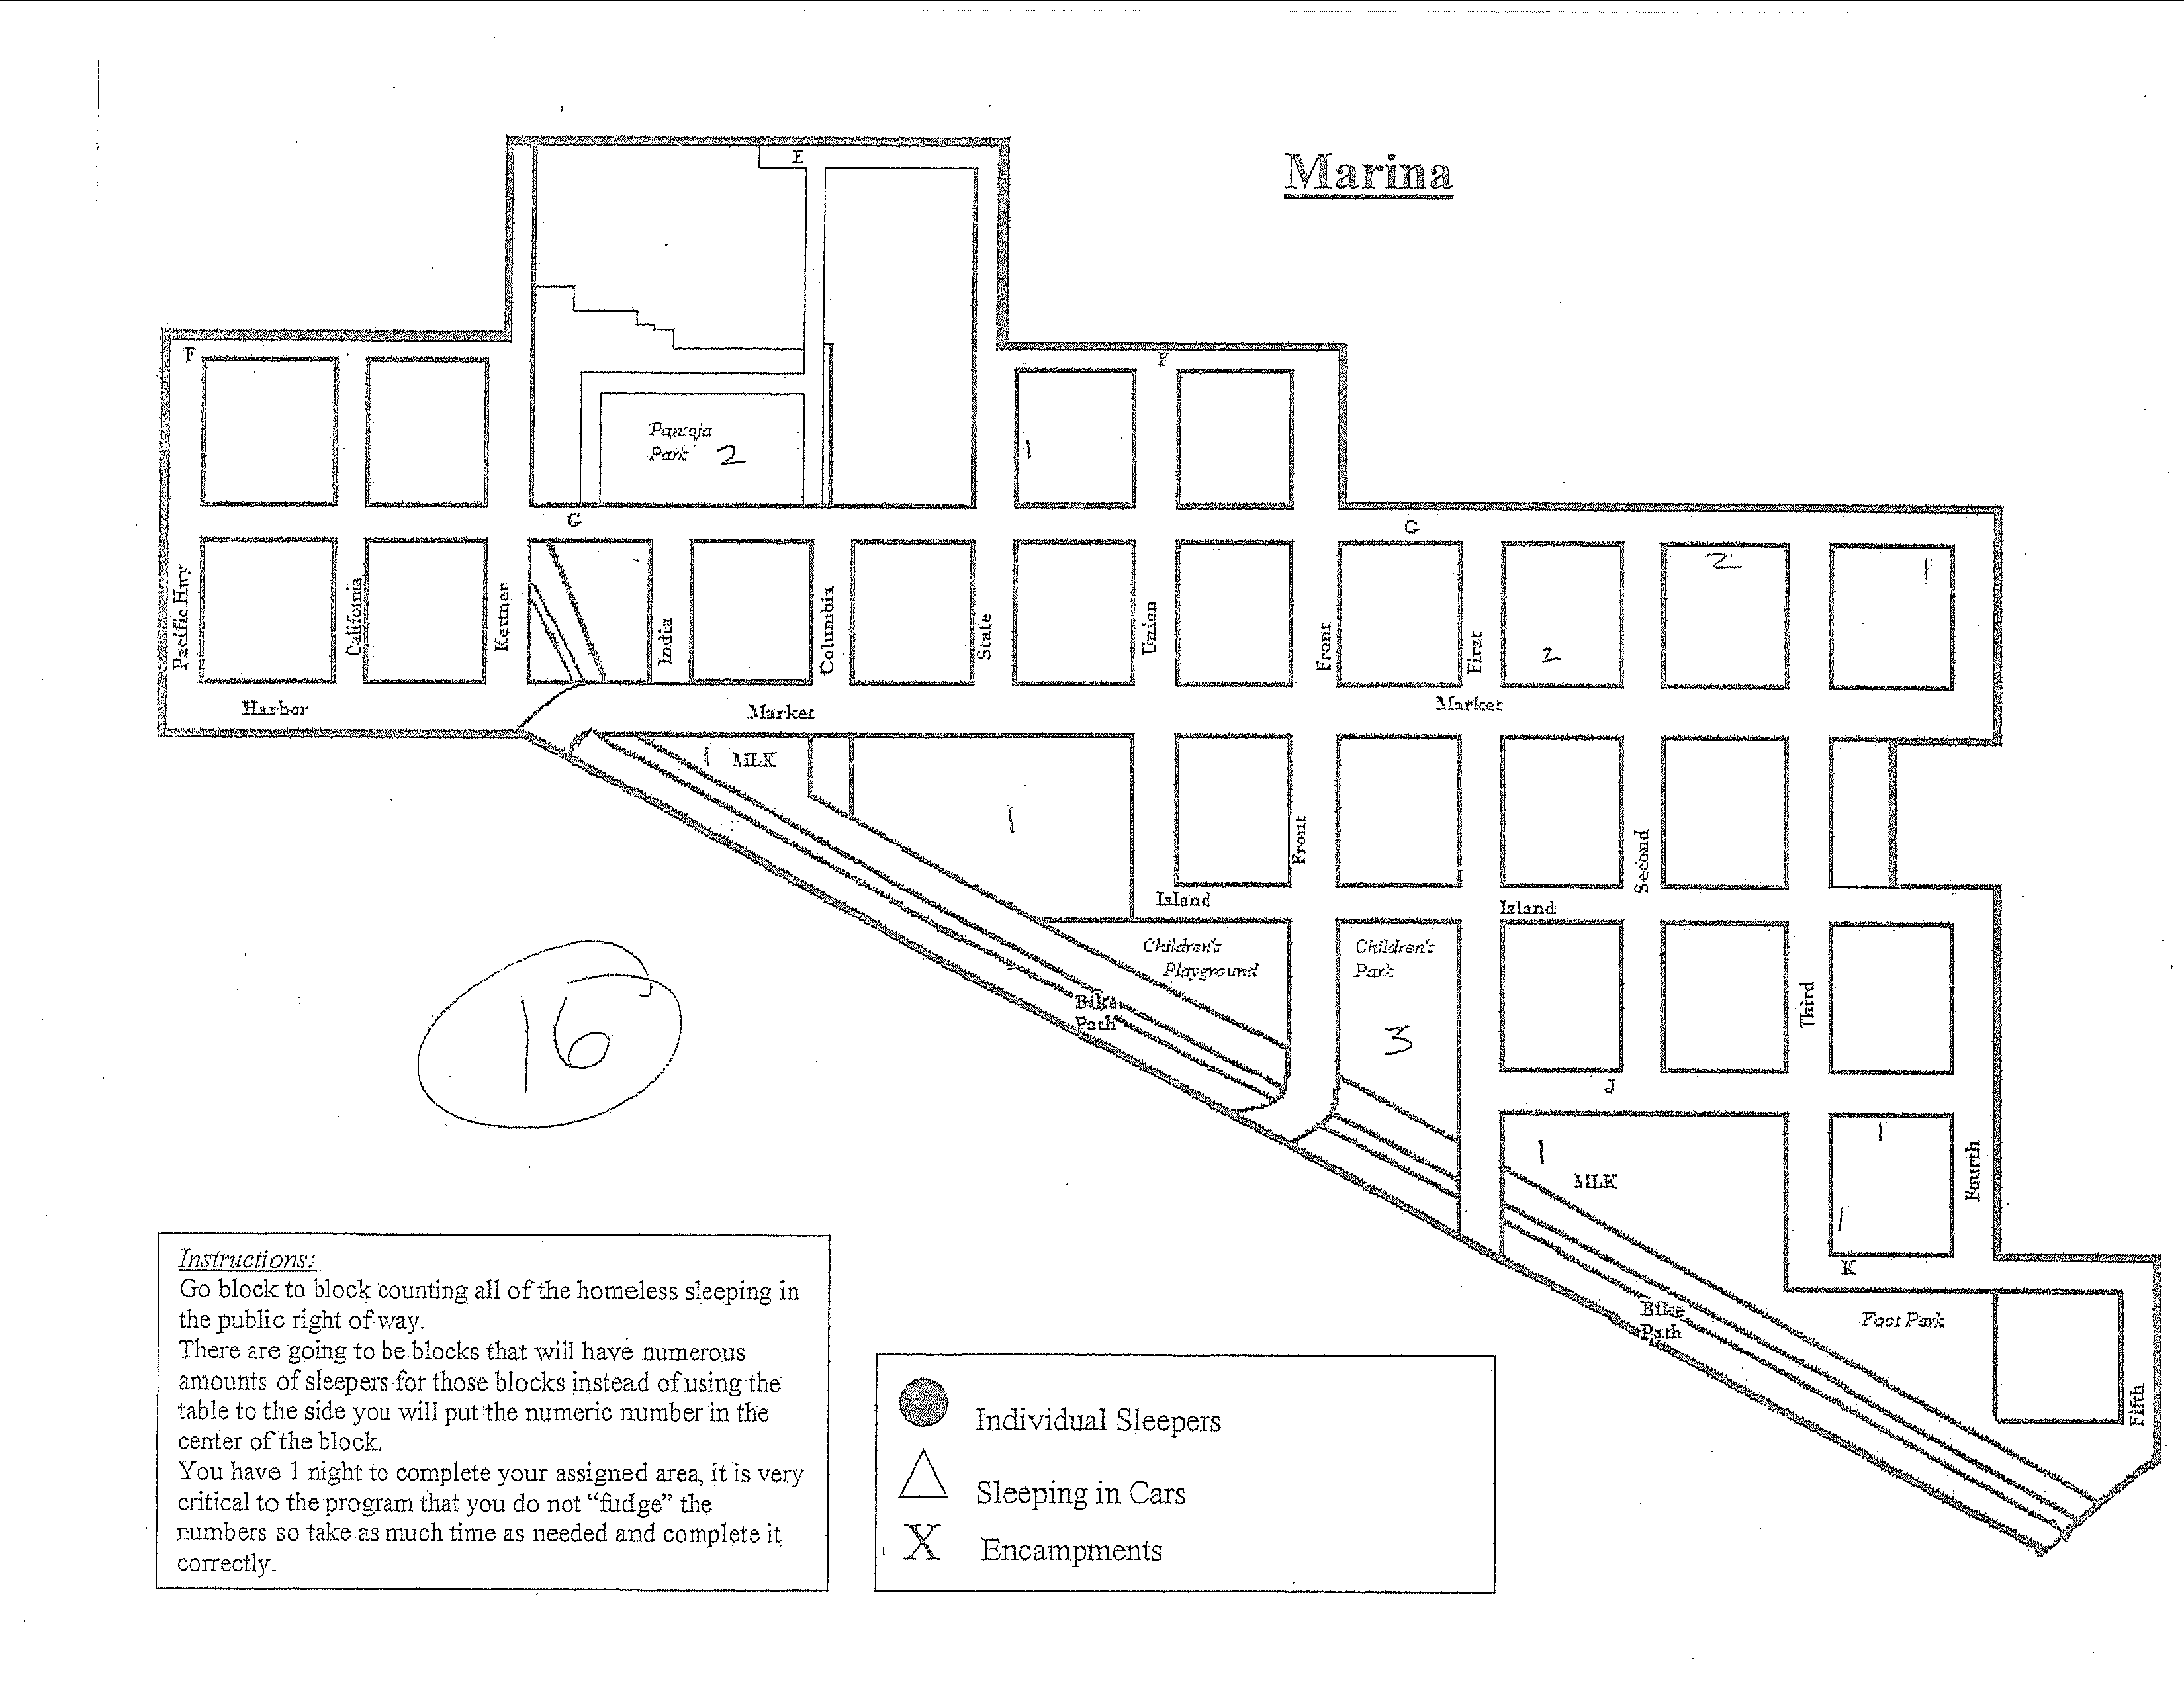 Marina
E
F
F
Pantoja
Park 2
1
G
G
2
1
Pacific Hwy
California
Kettner
India
Columbia
State
Union
Front
First
2
Harbor
Market
Market
1 MLK
1
Front
Second
Island
Island
Children's
Playground
Children's
Park
Bike
Path
3
Third
16
J
1
1
MLK
Fourth
1
K
Bike
Path
Foot Park
Fifth
Instructions:
Go block to block counting all of the homeless sleeping in
the public right of way.
There are going to be blocks that will have numerous
amounts of sleepers for those blocks instead of using the
table to the side you will put the numeric number in the
center of the block.
You have 1 night to complete your assigned area, it is very
critical to the program that you do not “fudge” the
numbers so take as much time as needed and complete it
correctly.
Individual Sleepers
Sleeping in Cars
X Encampments